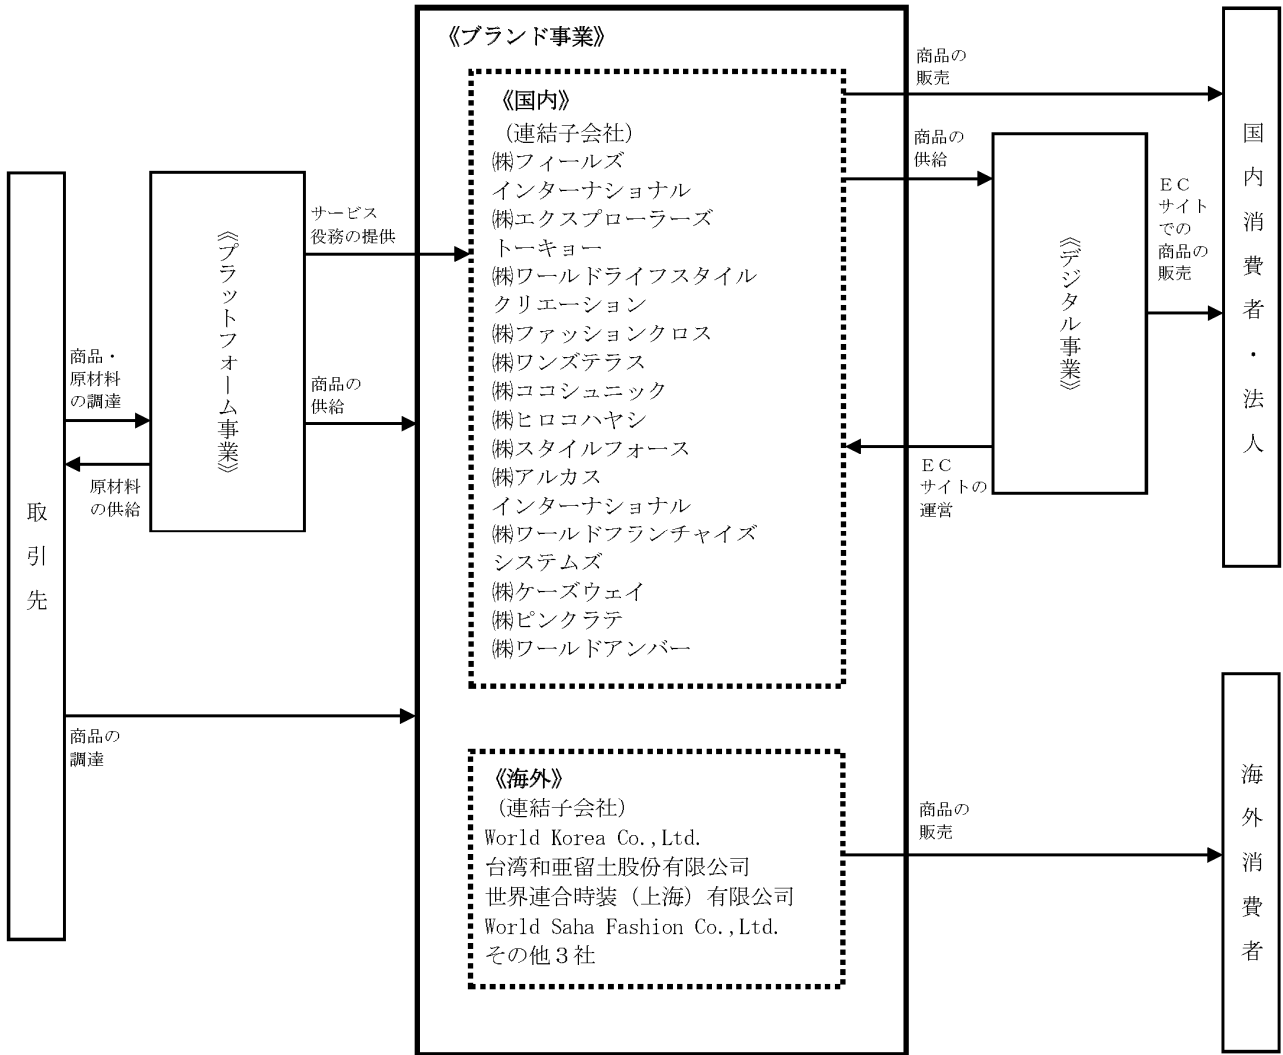 取引先
商品・
原材料
の調達
原材料
の供給
《プラットフォーム事業》
サービス
役務の提供
商品の
供給
商品の
調達
《ブランド事業》
《国内》
(連結子会社)
㈱フィールズ
インターナショナル
㈱エクスプローラーズ
トーキョー
㈱ワールドライフスタイル
クリエーション
㈱ファッションクロス
㈱ワンズテラス
㈱ココシュニック
㈱ヒロコハヤシ
㈱スタイルフォース
㈱アルカス
インターナショナル
㈱ワールドフランチャイズ
システムズ
㈱ケーズウェイ
㈱ピンクラテ
㈱ワールドアンバー
《海外》
(連結子会社)
World Korea Co.,Ltd.
台湾和亜留土股份有限公司
世界連合時装(上海)有限公司
World Saha Fashion Co.,Ltd.
その他3社
商品の
販売
商品の
供給
《デジタル事業》
EC
サイトの
運営
EC
サイト
での
商品の
販売
国内消費者・法人
商品の
販売
海外消費者